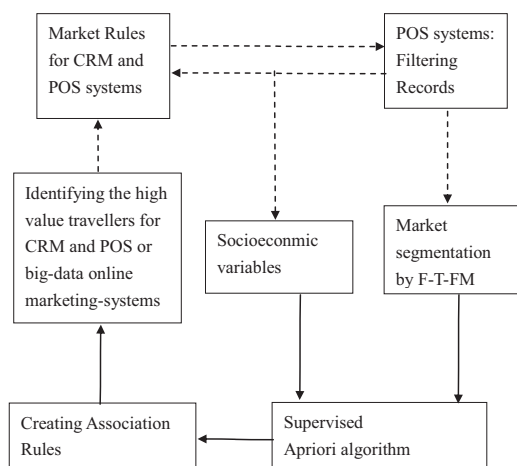 Market Rules
for CRM and
POS systems
POS systems:
Filtering
Records
Identifying the high
value travellers for
CRM and POS or
big-data online
marketing-systems
Socioeconmic
variables
Market
segmentation
by F-T-FM
Creating Association
Rules
Supervised
Apriori algorithm